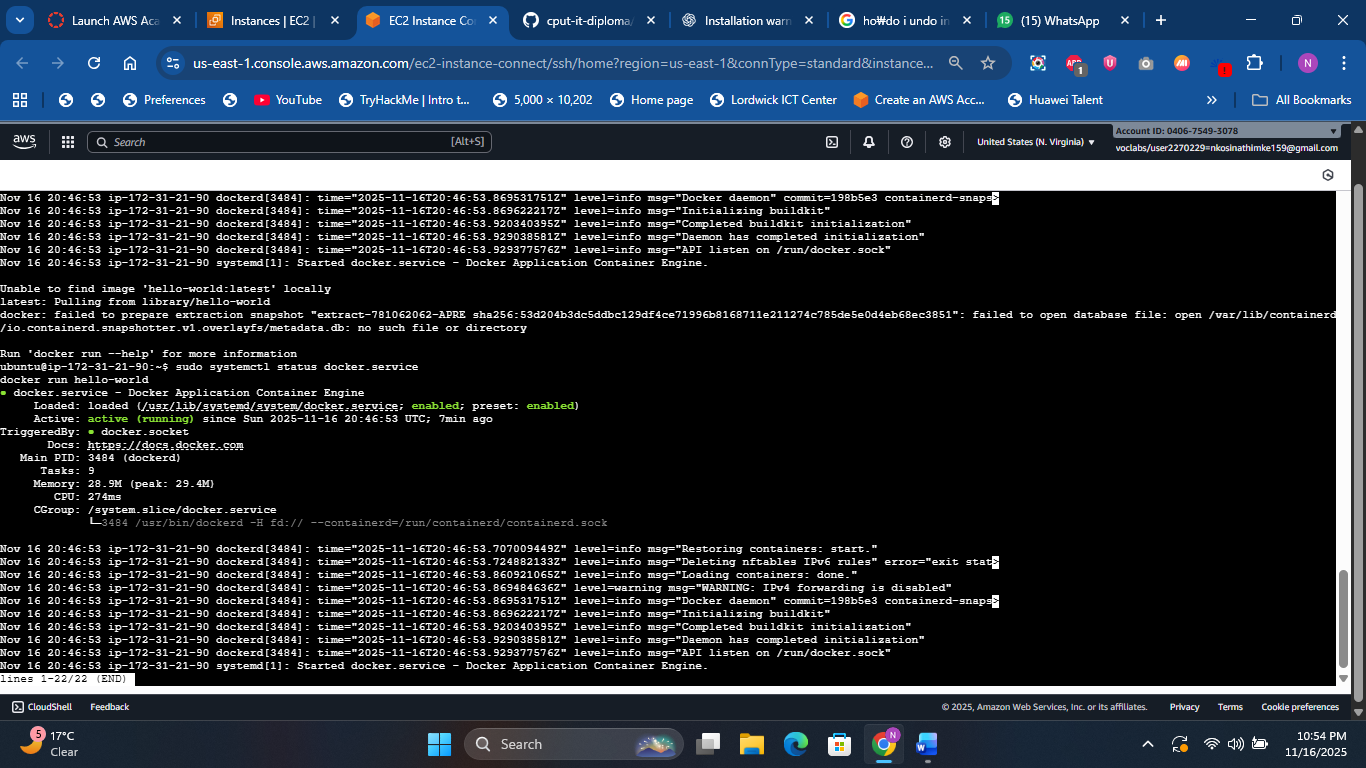 Launch AWS Aca
Instances | EC2 |
EC2 Instance Co
cput-it-diploma/
Installation warn
ho₩do i undo in
15
(15) WhatsApp
us-east-1.console.aws.amazon.com/ec2-instance-connect/ssh/home?region=us-east-1&connType=standard&instance...
1
N
Preferences
YouTube
TryHackMe | Intro t...
5,000 × 10,202
Home page
Lordwick ICT Center
Create an AWS Acc...
Huawei Talent
All Bookmarks
aws
Search
[Alt+S]
United States (N. Virginia)
Account ID: 0406-7549-3078
voclabs/user2270229=nkosinathimke159@gmail.com
Nov 16 20:46:53 ip-172-31-21-90 dockerd[3484]: time="2025-11-16T20:46:53.869531751Z" level=info msg="Docker daemon" commit=198b5e3 containerd-snaps>
Nov 16 20:46:53 ip-172-31-21-90 dockerd[3484]: time="2025-11-16T20:46:53.869622217Z" level=info msg="Initializing buildkit"
Nov 16 20:46:53 ip-172-31-21-90 dockerd[3484]: time="2025-11-16T20:46:53.920340395Z" level=info msg="Completed buildkit initialization"
Nov 16 20:46:53 ip-172-31-21-90 dockerd[3484]: time="2025-11-16T20:46:53.929038581Z" level=info msg="Daemon has completed initialization"
Nov 16 20:46:53 ip-172-31-21-90 dockerd[3484]: time="2025-11-16T20:46:53.929377576Z" level=info msg="API listen on /run/docker.sock"
Nov 16 20:46:53 ip-172-31-21-90 systemd[1]: Started docker.service - Docker Application Container Engine.
Unable to find image 'hello-world:latest' locally
latest: Pulling from library/hello-world
docker: failed to prepare extraction snapshot "extract-781062062-APRE sha256:53d204b3dc5ddbc129df4ce71996b8168711e211274c785de5e0d4eb68ec3851": failed to open database file: open /var/lib/containerd
/io.containerd.snapshotter.v1.overlayfs/metadata.db: no such file or directory
Run 'docker run --help' for more information
ubuntu@ip-172-31-21-90:~$ sudo systemctl status docker.service
docker run hello-world
● docker.service - Docker Application Container Engine
Loaded: loaded (/usr/lib/systemd/system/docker.service; enabled; preset: enabled)
Active: active (running) since Sun 2025-11-16 20:46:53 UTC; 7min ago
TriggeredBy: ● docker.socket
Docs: https://docs.docker.com
Main PID: 3484 (dockerd)
Tasks: 9
Memory: 28.9M (peak: 29.4M)
CPU: 274ms
CGroup: /system.slice/docker.service
└─3484 /usr/bin/dockerd -H fd:// --containerd=/run/containerd/containerd.sock
Nov 16 20:46:53 ip-172-31-21-90 dockerd[3484]: time="2025-11-16T20:46:53.707009449Z" level=info msg="Restoring containers: start."
Nov 16 20:46:53 ip-172-31-21-90 dockerd[3484]: time="2025-11-16T20:46:53.724882133Z" level=info msg="Deleting nftables IPv6 rules" error="exit stat>
Nov 16 20:46:53 ip-172-31-21-90 dockerd[3484]: time="2025-11-16T20:46:53.860921065Z" level=info msg="Loading containers: done."
Nov 16 20:46:53 ip-172-31-21-90 dockerd[3484]: time="2025-11-16T20:46:53.869484636Z" level=warning msg="WARNING: IPv4 forwarding is disabled"
Nov 16 20:46:53 ip-172-31-21-90 dockerd[3484]: time="2025-11-16T20:46:53.869531751Z" level=info msg="Docker daemon" commit=198b5e3 containerd-snaps>
Nov 16 20:46:53 ip-172-31-21-90 dockerd[3484]: time="2025-11-16T20:46:53.869622217Z" level=info msg="Initializing buildkit"
Nov 16 20:46:53 ip-172-31-21-90 dockerd[3484]: time="2025-11-16T20:46:53.920340395Z" level=info msg="Completed buildkit initialization"
Nov 16 20:46:53 ip-172-31-21-90 dockerd[3484]: time="2025-11-16T20:46:53.929038581Z" level=info msg="Daemon has completed initialization"
Nov 16 20:46:53 ip-172-31-21-90 dockerd[3484]: time="2025-11-16T20:46:53.929377576Z" level=info msg="API listen on /run/docker.sock"
Nov 16 20:46:53 ip-172-31-21-90 systemd[1]: Started docker.service - Docker Application Container Engine.
lines 1-22/22 (END)
CloudShell
Feedback
© 2025, Amazon Web Services, Inc. or its affiliates.
Privacy
Terms
Cookie preferences
5
17°C
Clear
Search
N
10:54 PM
11/16/2025